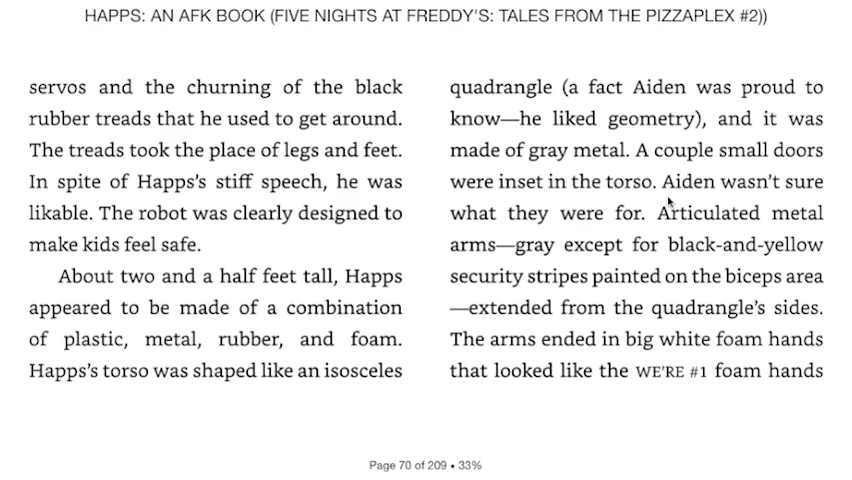 HAPPS: AN AFK BOOK (FIVE NIGHTS AT FREDDY'S: TALES FROM THE PIZZAPLEX #2))
servos and the churning of the black
rubber treads that he used to get around.
The treads took the place of legs and feet.
In spite of Happs’s stiff speech, he was
likable. The robot was clearly designed to
make kids feel safe.
About two and a half feet tall, Happs
appeared to be made of a combination
of plastic, metal, rubber, and foam.
Happs’s torso was shaped like an isosceles
quadrangle (a fact Aiden was proud to
know—he liked geometry), and it was
made of gray metal. A couple small doors
were inset in the torso. Aiden wasn’t sure
what they were for. Articulated metal
arms—gray except for black-and-yellow
security stripes painted on the biceps area
—extended from the quadrangle’s sides.
The arms ended in big white foam hands
that looked like the WE’RE #1 foam hands
Page 70 of 209 • 33%